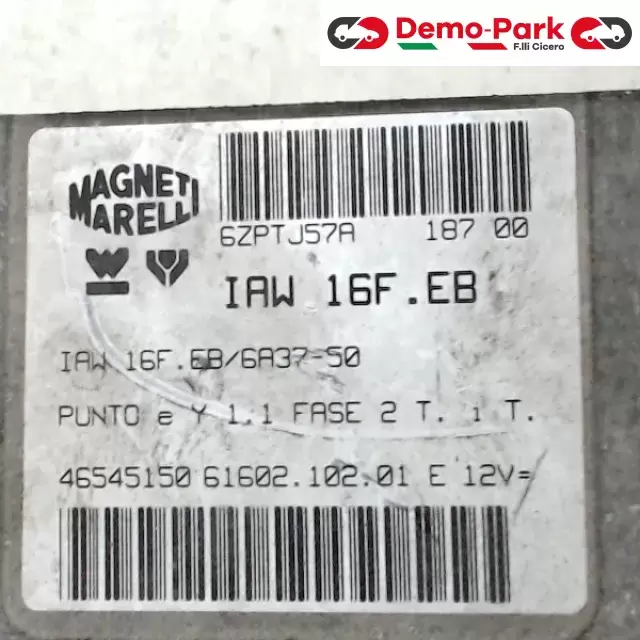 Demo-Park
F.lli Cicero
MAGNETI
MARELLI
6ZPTJ57A 187 00
IAW 16F.EB
IAW 16F.EB/6A37-50
PUNTO e Y 1.1 FASE 2 T. i T.
46545150 61602.102.01 E 12V=